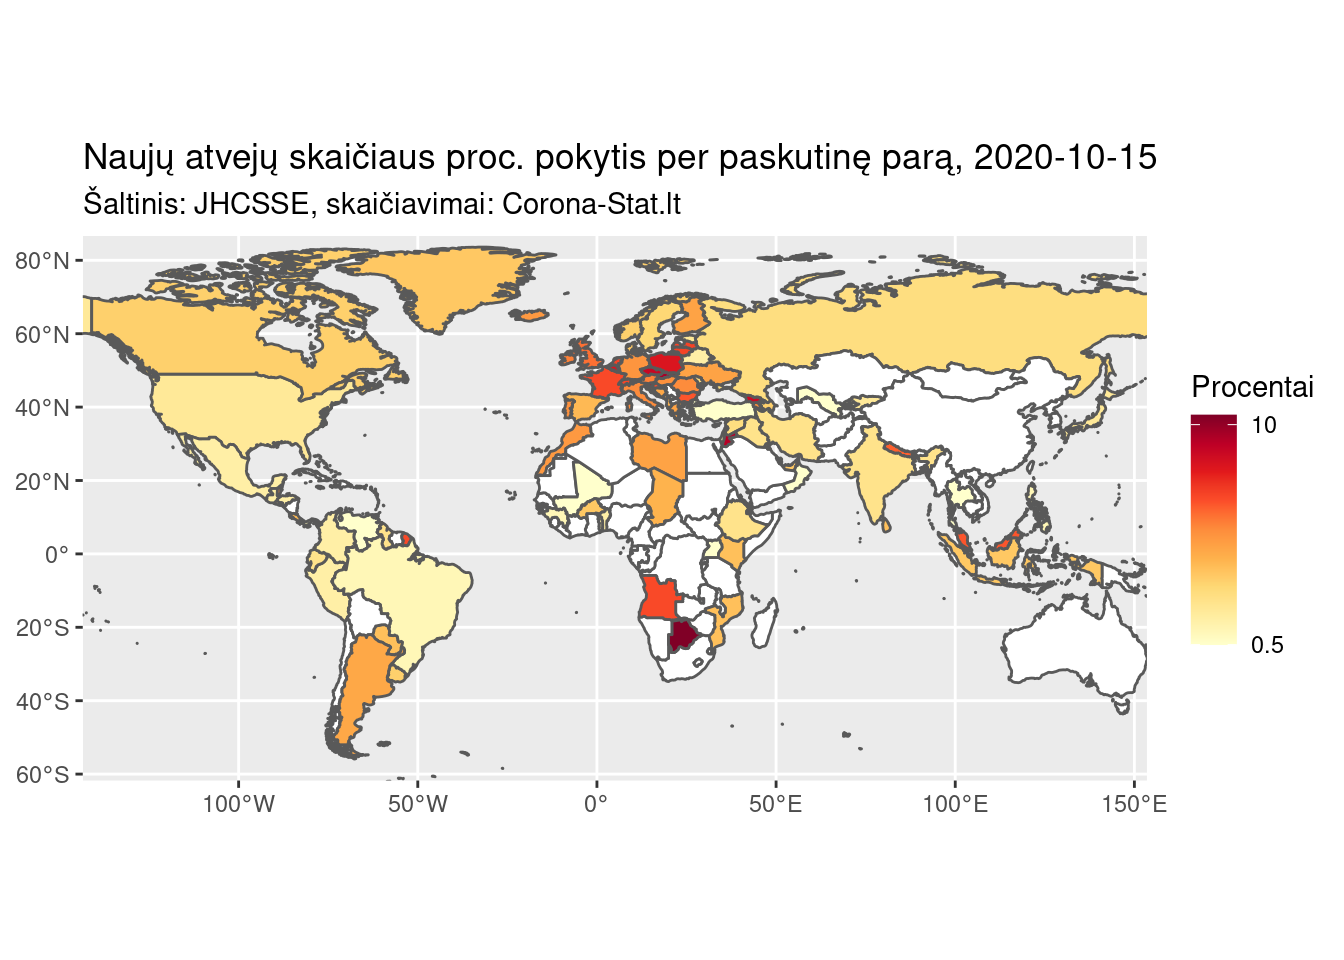 Naujų atvejų skaičiaus proc. pokytis per paskutinę parą, 2020-10-15
Šaltinis: JHCSSE, skaičiavimai: Corona-Stat.lt
80°N
60°N
40°N
20°N
0°
20°S
40°S
60°S
100°W
50°W
0°
50°E
100°E
150°E
Procentai
10
0.5